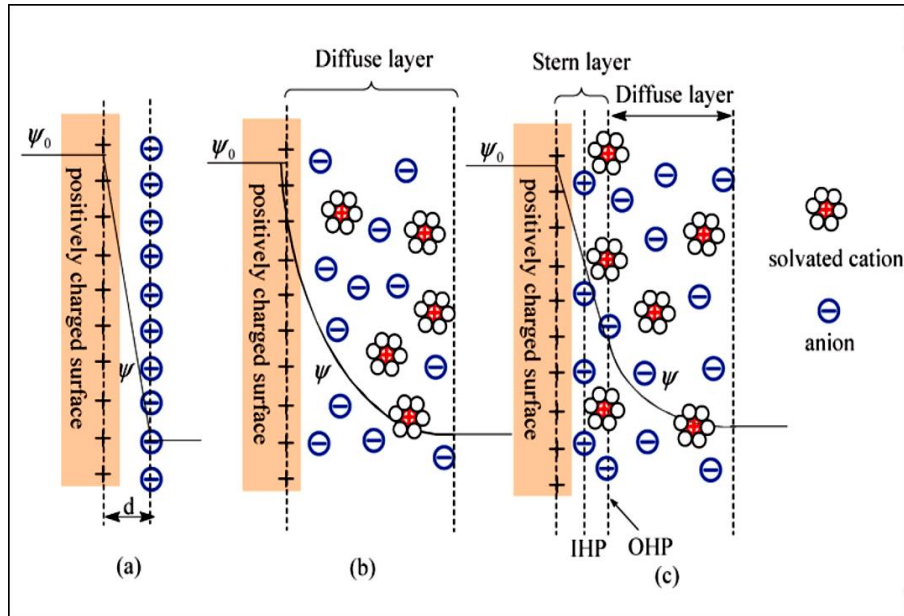 Diffuse layer
Stern layer
Diffuse layer
ψ0
positively charged surface
ψ
d
(a)
ψ0
positively charged surface
ψ
(b)
ψ0
positively charged surface
ψ
IHP
OHP
(c)
solvated cation
anion